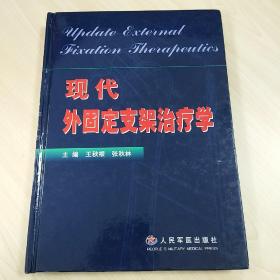 Update External
Fixation Therapeutics
现代
外固定支架治疗学
主编 王秋根 张秋林
人民军医出版社
PEOPLE'S MILITARY MEDICAL PRESS